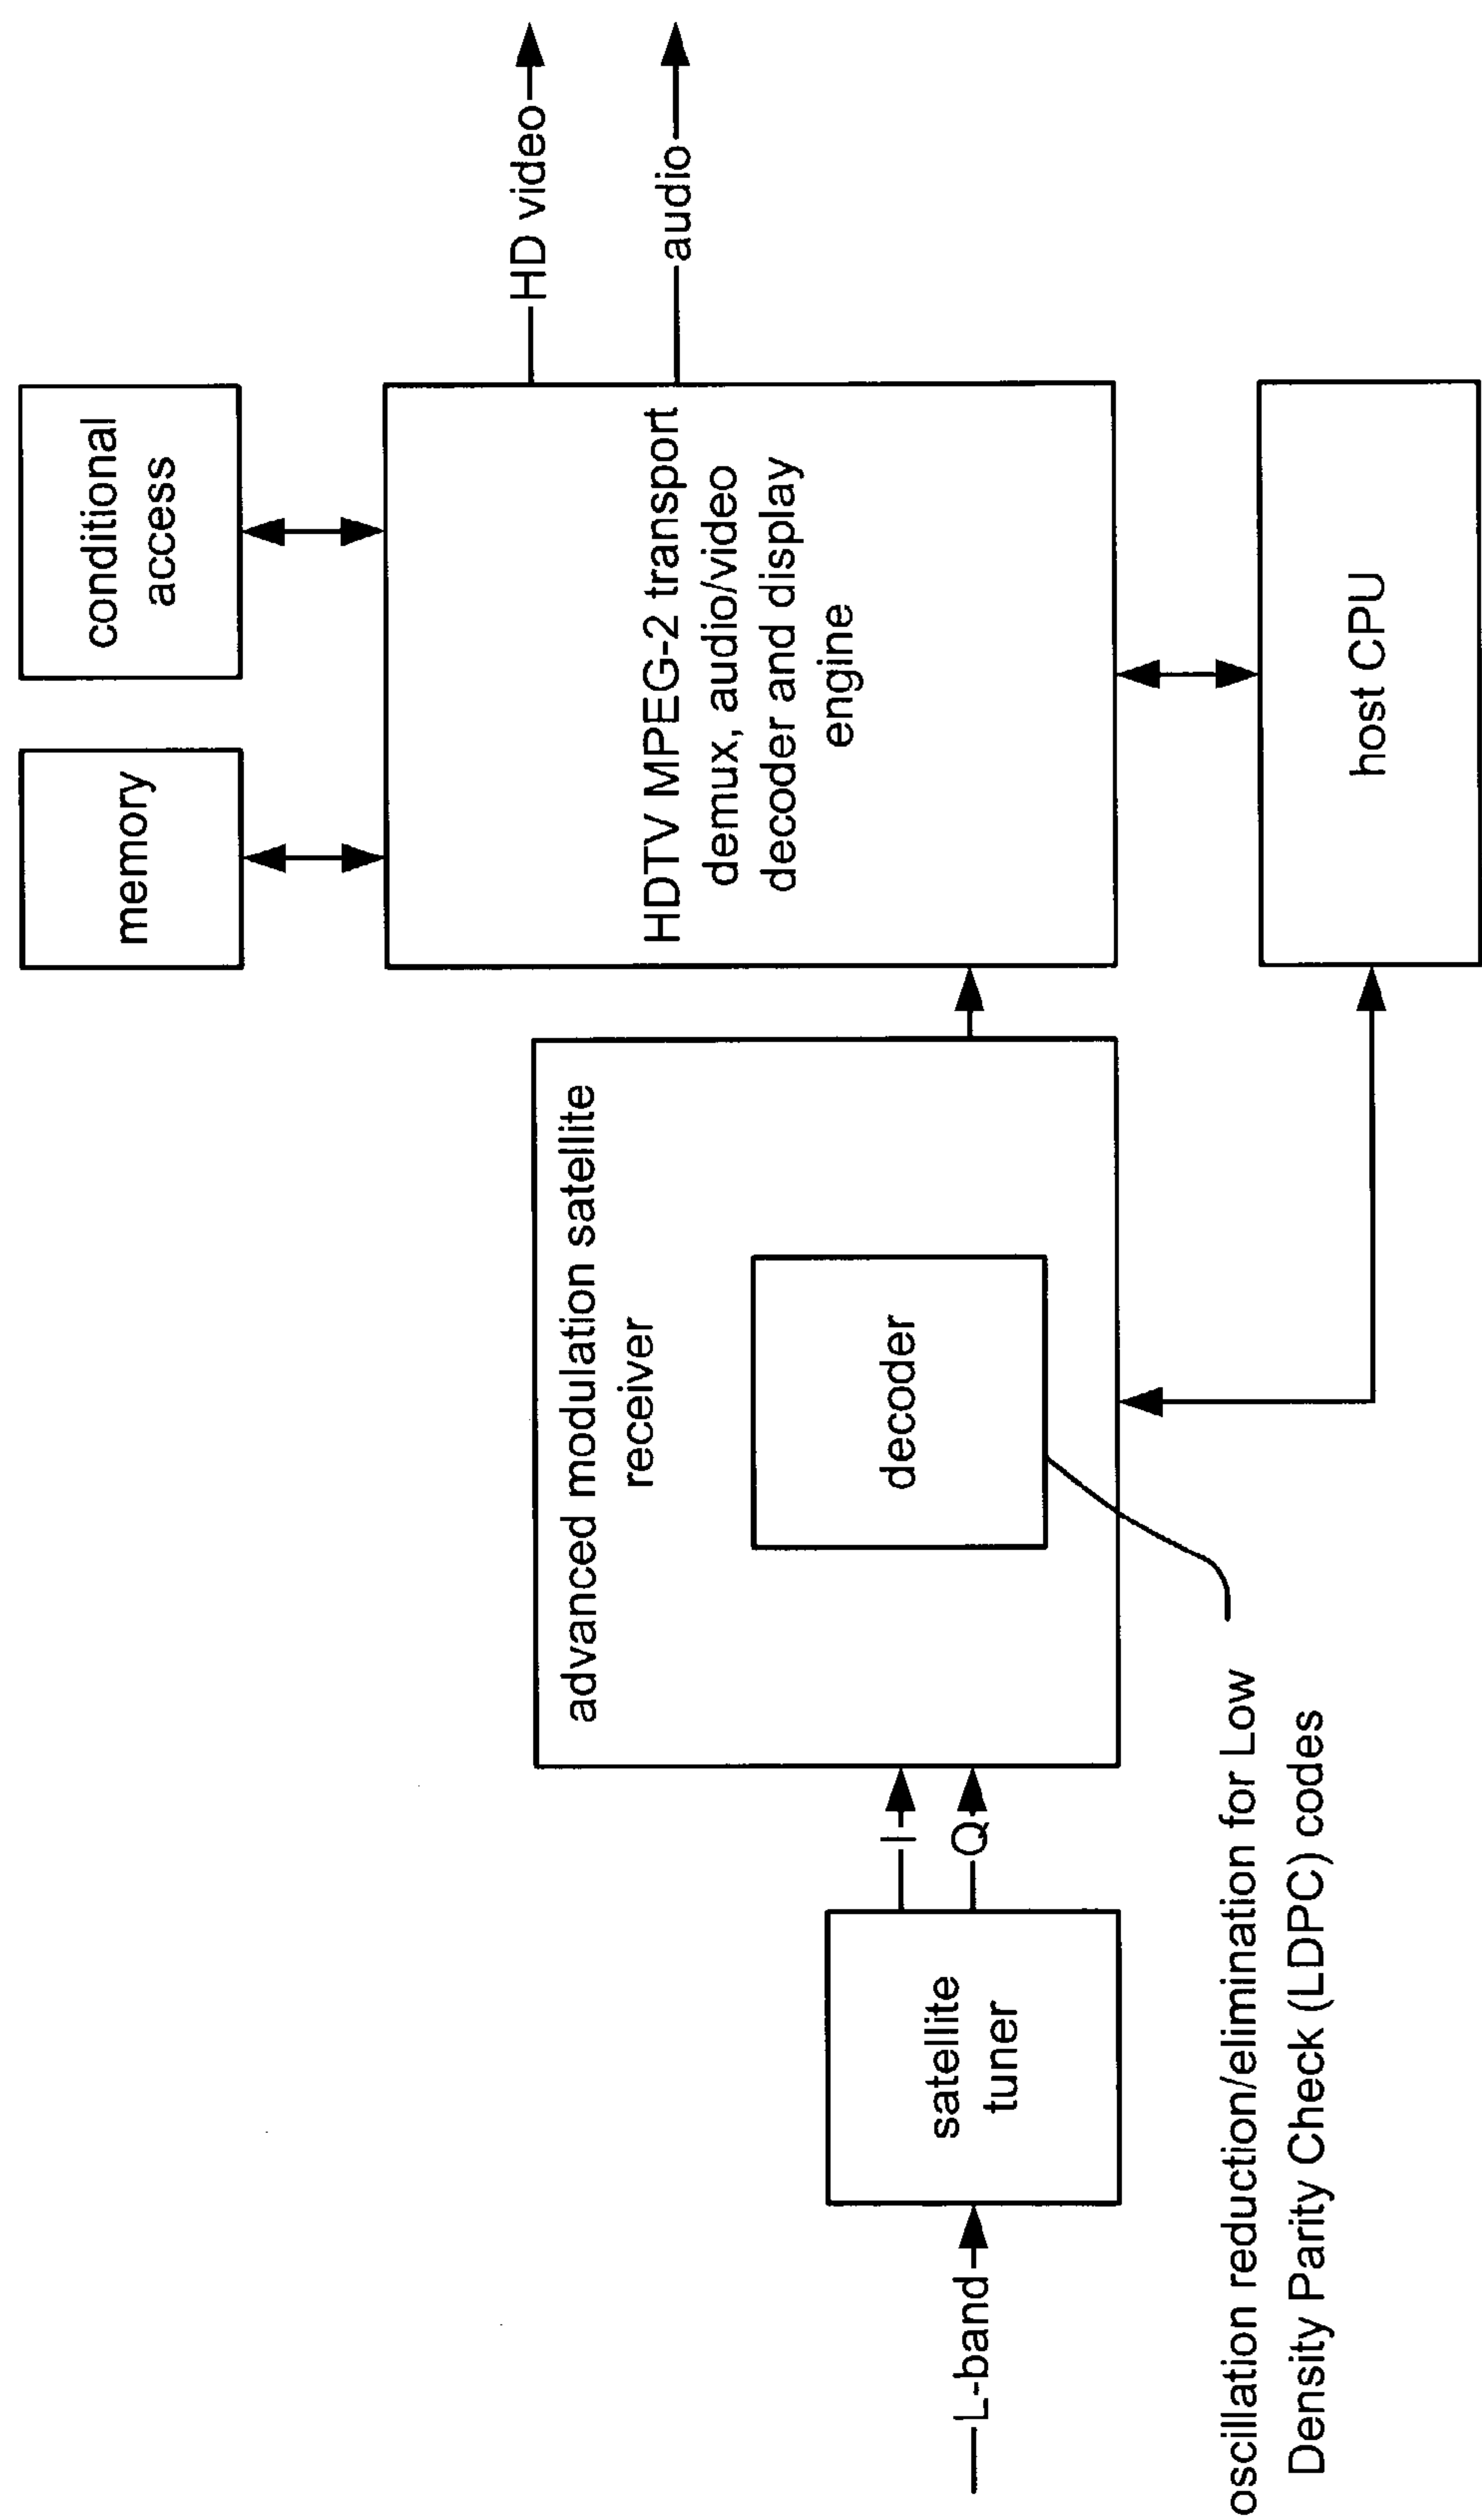 L-band
satellite
tuner
I
Q
advanced modulation satellite
receiver
decoder
oscillation reduction/elimination for Low
Density Parity Check (LDPC) codes
memory
conditional
access
HDTV MPEG-2 transport
demux, audio/video
decoder and display
engine
host CPU
HD video
audio